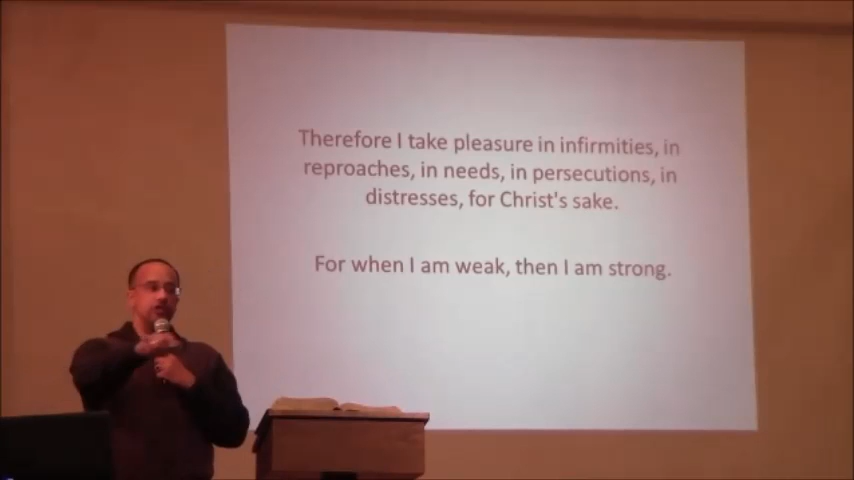 Therefore I take pleasure in infirmities, in
reproaches, in needs, in persecutions, in
distresses, for Christ's sake.
For when I am weak, then I am strong.